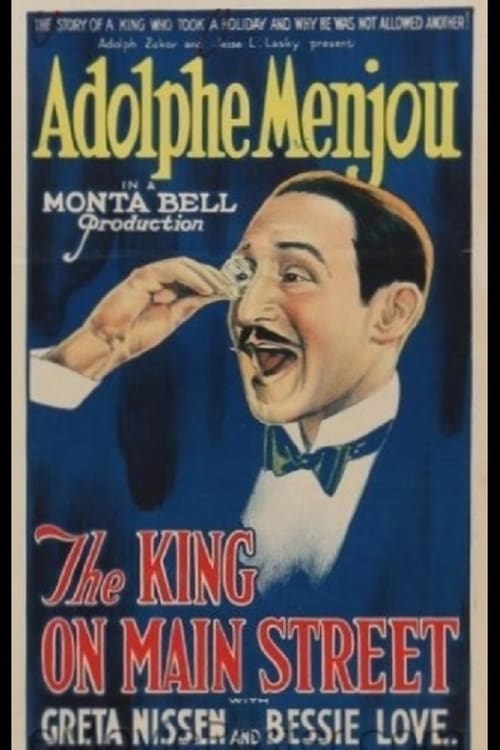 THE STORY OF A KING WHO TOOK A HOLIDAY AND WHY HE WAS NOT ALLOWED ANOTHER!
Adolph Zukor and Jesse L. Lasky present
Adolphe Menjou
IN A
MONTA BELL
Production
The KING
ON MAIN STREET
WITH
GRETA NISSEN AND BESSIE LOVE